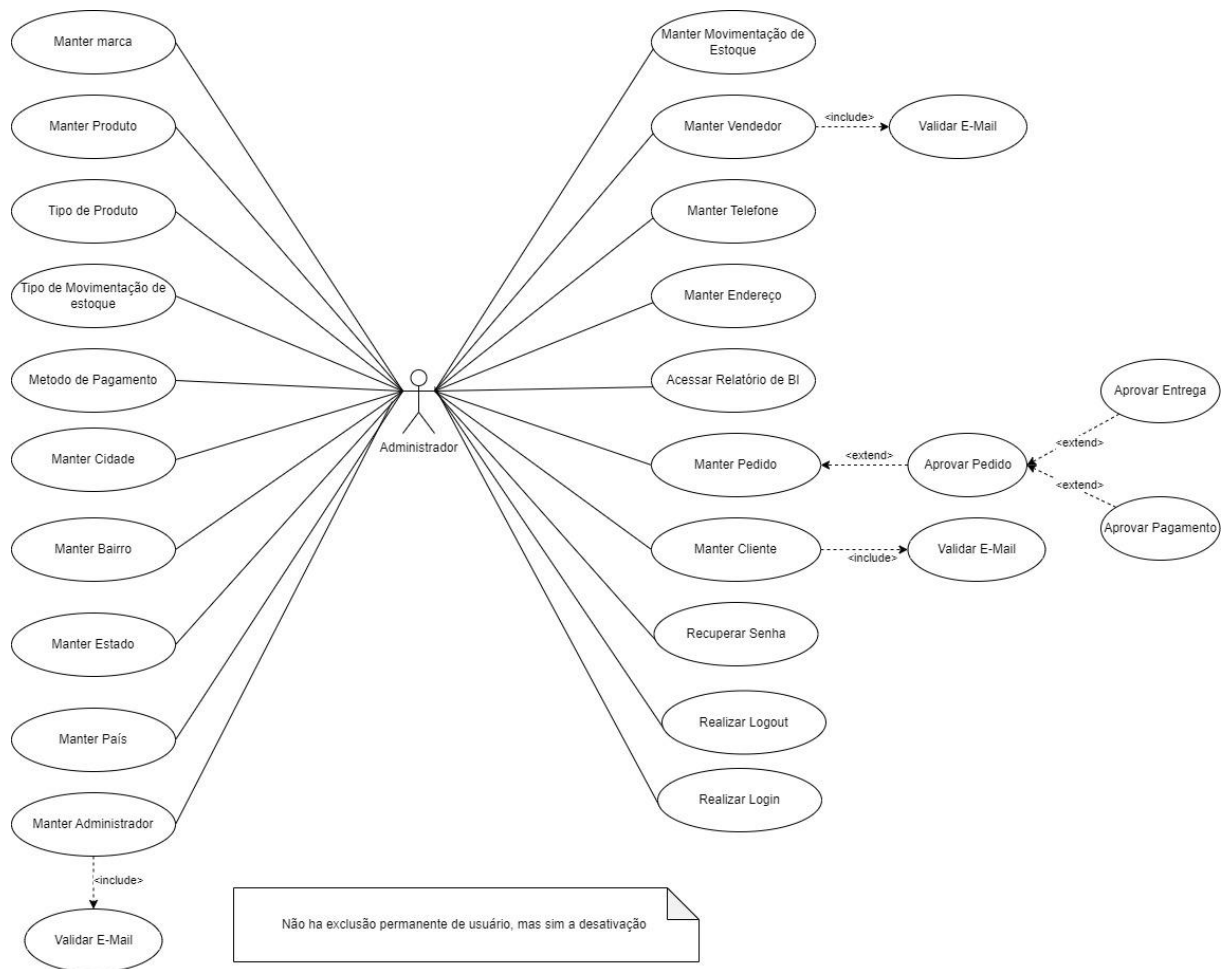 Manter marca
Manter Movimentação de
Estoque
Manter Produto
Manter Vendedor
<include>
Validar E-Mail
Tipo de Produto
Manter Telefone
Tipo de Movimentação de
estoque
Manter Endereço
Metodo de Pagamento
Administrador
Acessar Relatório de BI
Aprovar Entrega
<extend>
Manter Cidade
Manter Pedido
<extend>
Aprovar Pedido
<extend>
Aprovar Pagamento
Manter Bairro
Manter Cliente
<include>
Validar E-Mail
Manter Estado
Recuperar Senha
Manter País
Realizar Logout
Manter Administrador
Realizar Login
<include>
Validar E-Mail
Não ha exclusão permanente de usuário, mas sim a desativação